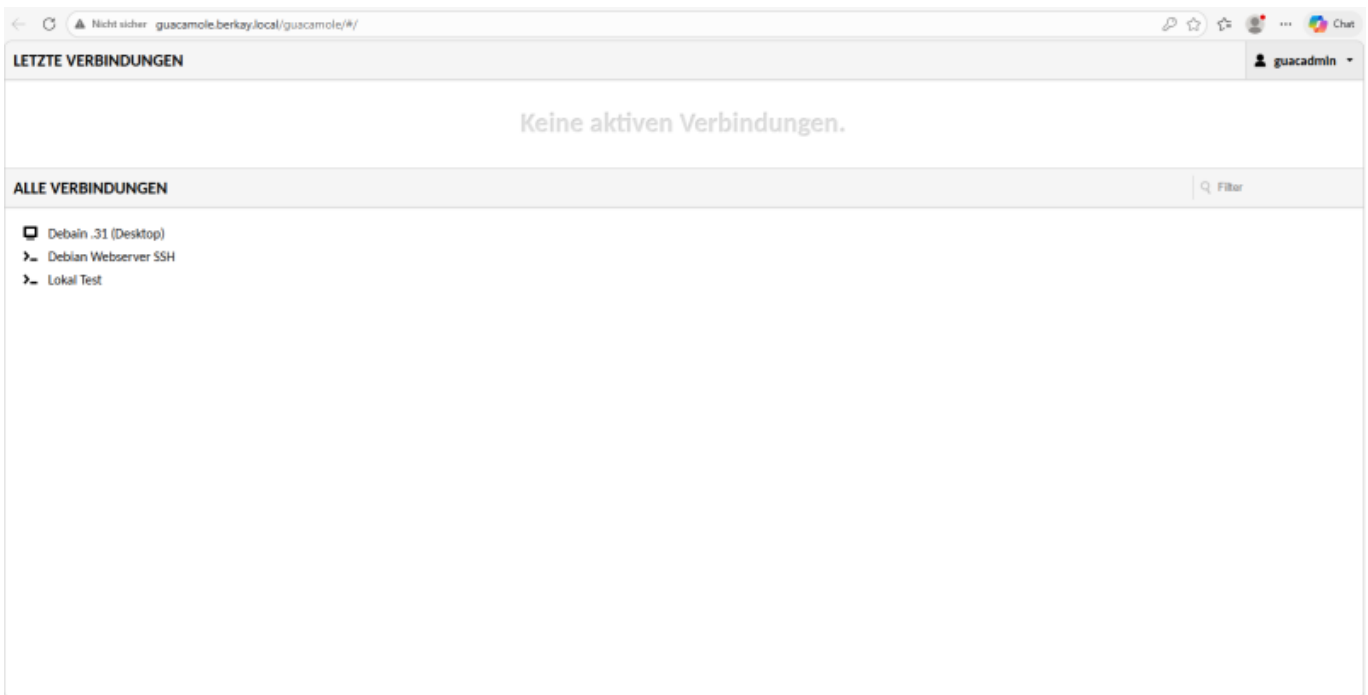 Nicht sicher guacamole.berkay.local/guacamole/#/ Chat
LETZTE VERBINDUNGEN guacadmin
Keine aktiven Verbindungen.
ALLE VERBINDUNGEN Filter
Debain .31 (Desktop)
Debian Webserver SSH
Lokal Test